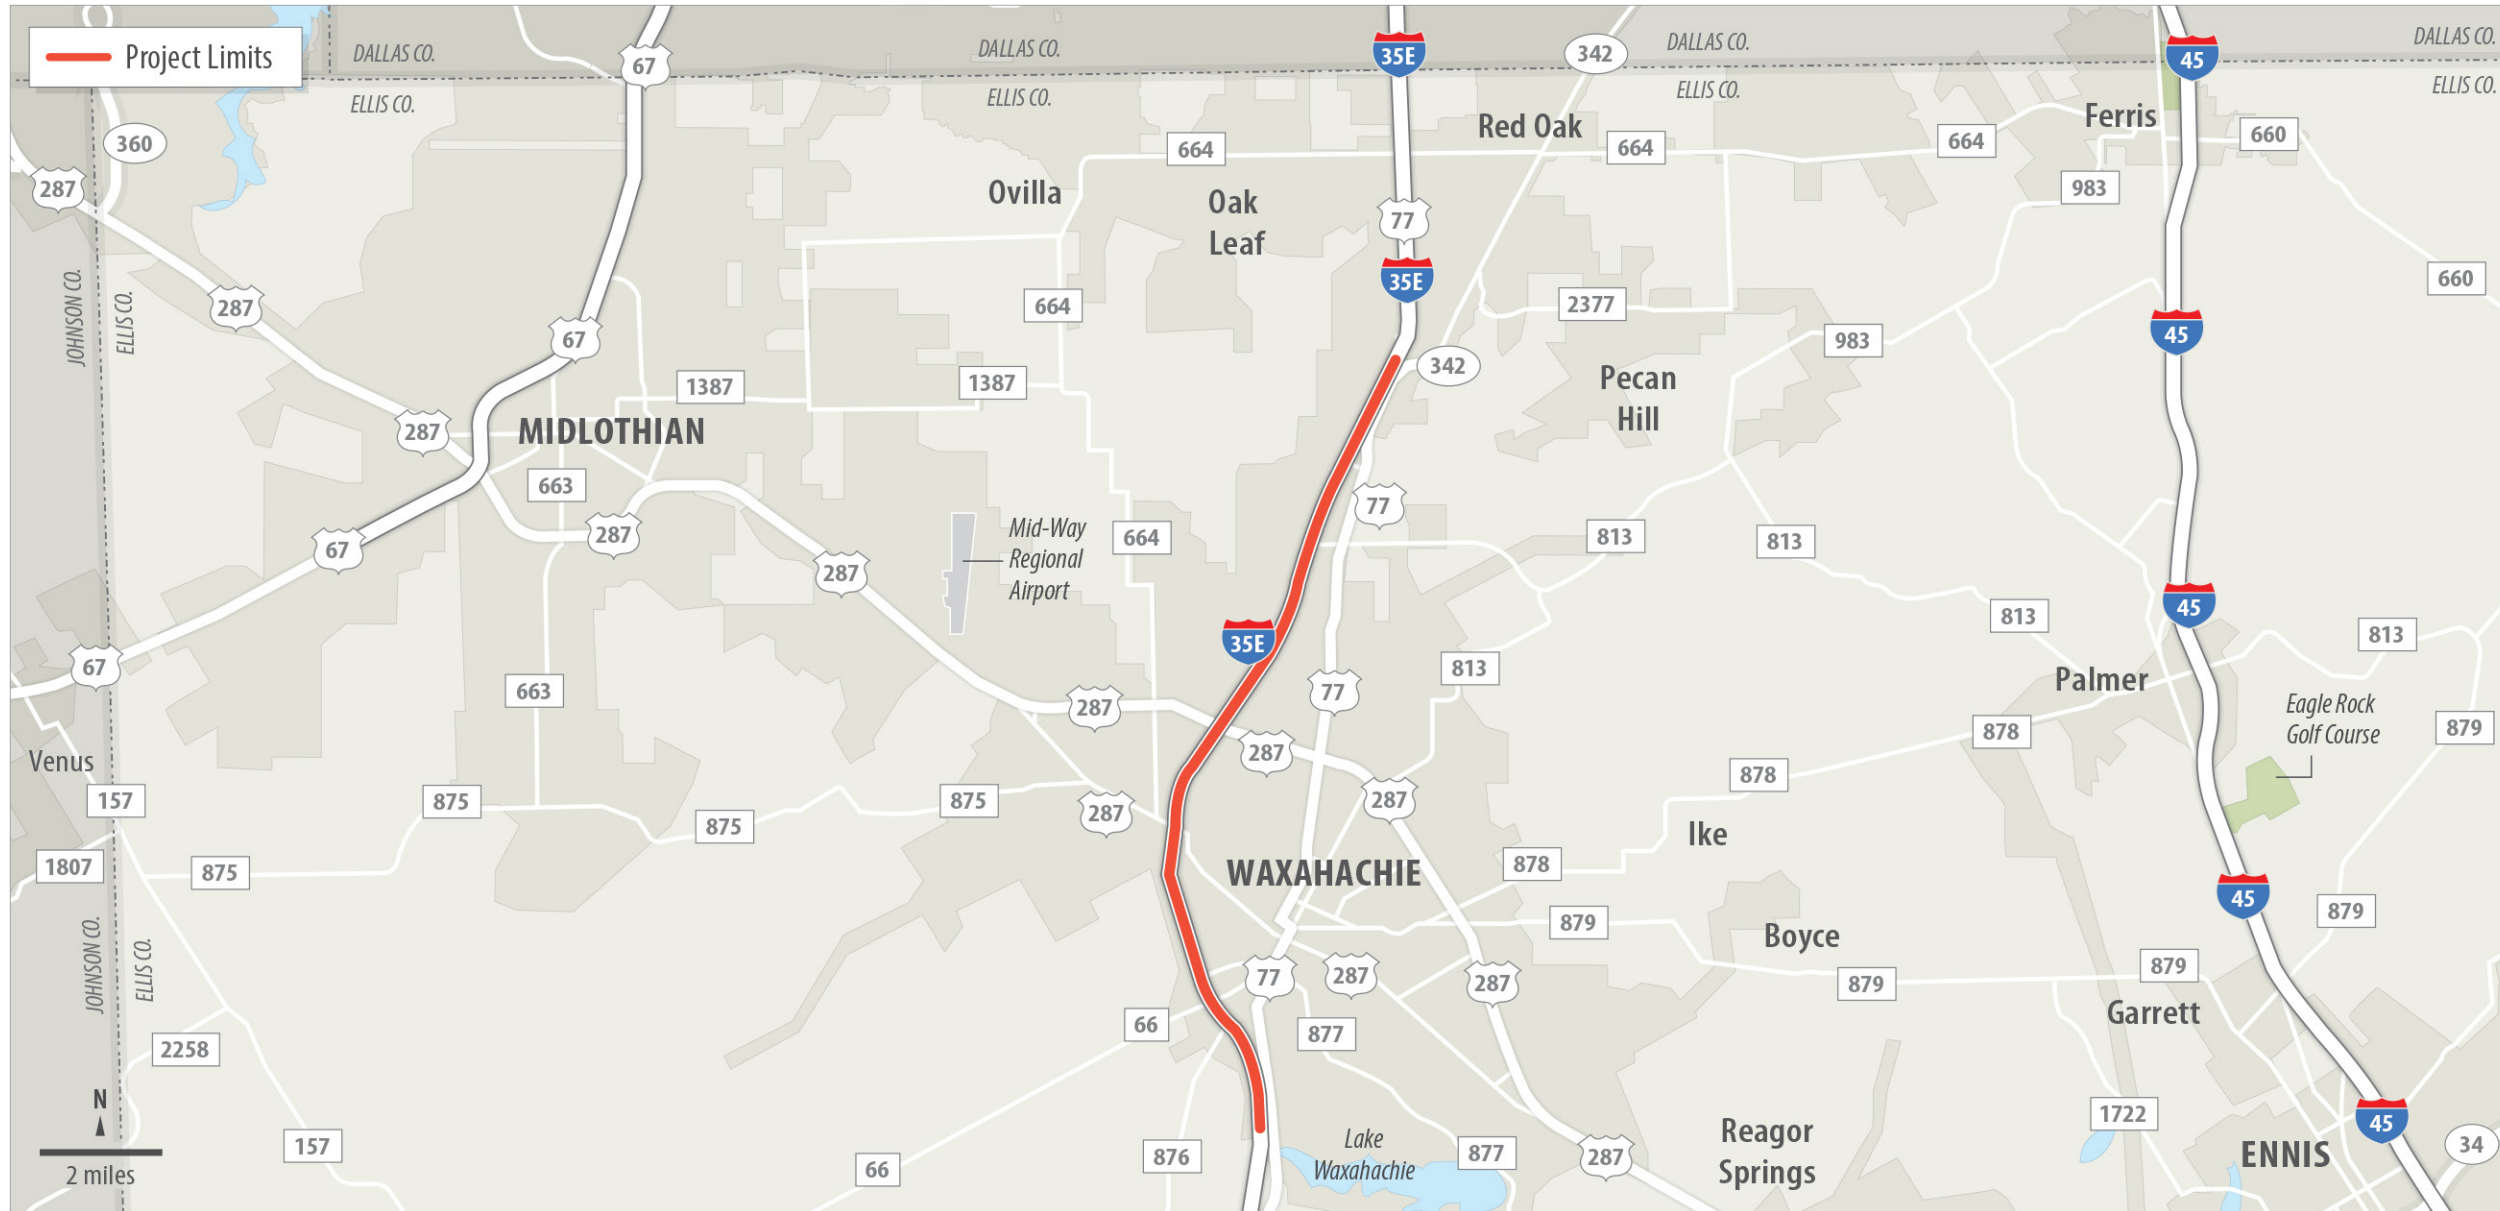 Project Limits
DALLAS CO.
DALLAS CO.
DALLAS CO.
DALLAS CO.
ELLIS CO.
ELLIS CO.
ELLIS CO.
ELLIS CO.
67
35E
342
45
360
664
Red Oak
664
664
Ferris
660
287
Ovilla
Oak
Leaf
77
983
287
664
35E
2377
660
JOHNSON CO.
ELLIS CO.
67
1387
1387
342
983
45
287
MIDLOTHIAN
Pecan
Hill
663
77
67
287
287
Mid-Way
Regional
Airport
664
813
813
45
35E
813
813
67
663
287
77
813
Palmer
Eagle Rock
Golf Course
287
878
879
Venus
157
875
875
875
287
287
878
1807
875
WAXAHACHIE
878
Ike
45
879
879
Boyce
JOHNSON CO.
ELLIS CO.
77
287
287
879
879
Garrett
2258
66
877
N
157
2 miles
66
876
Lake
Waxahachie
877
287
Reagor
Springs
1722
45
ENNIS
34